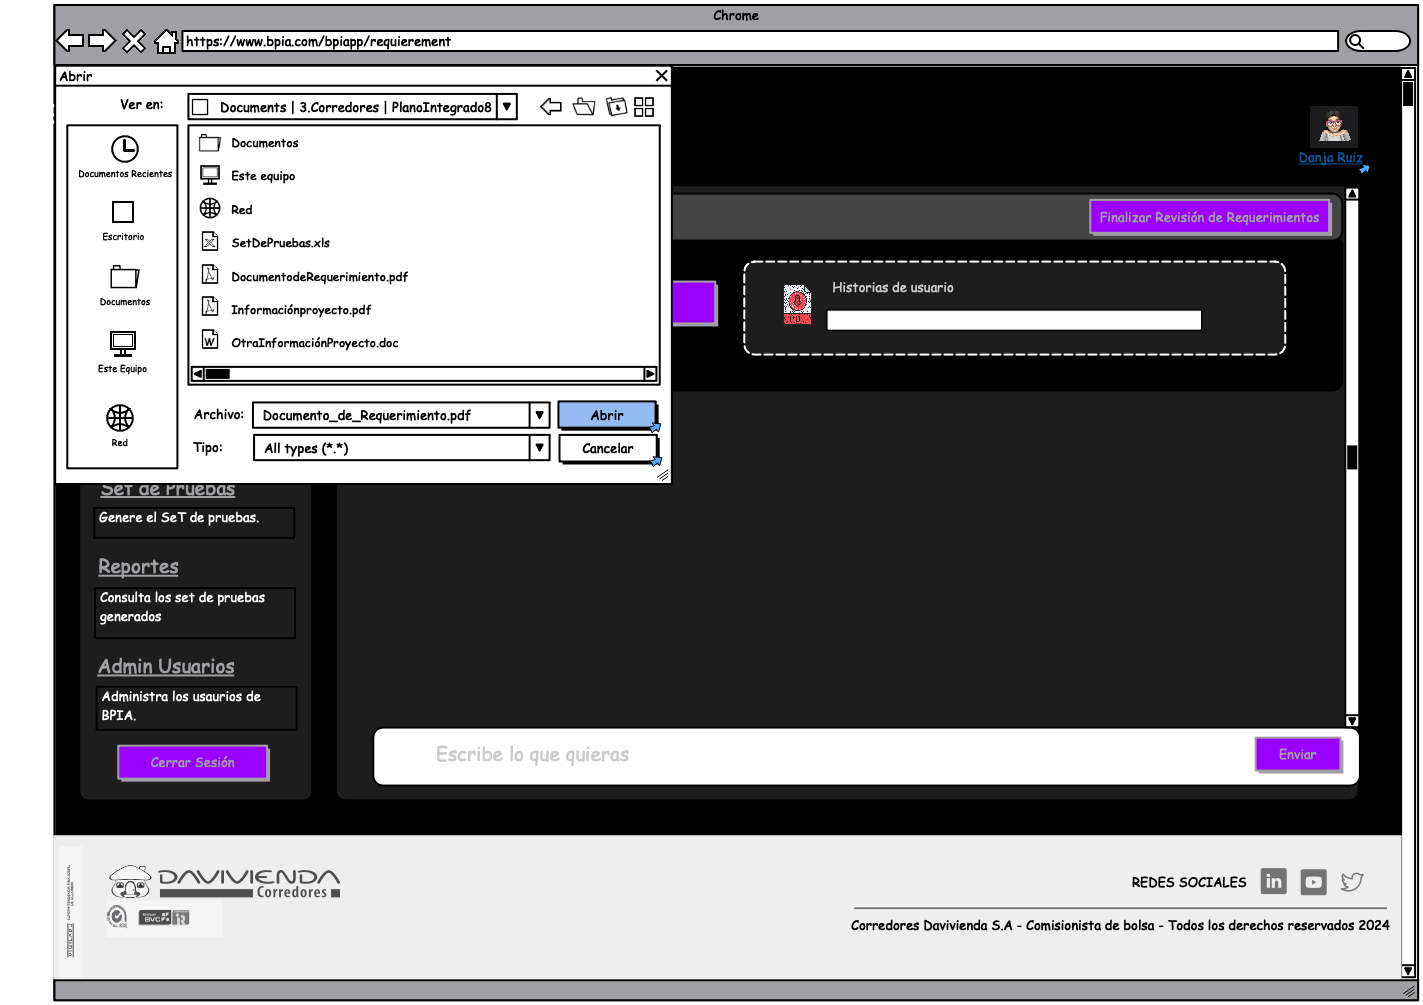 Chrome
https://www.bpia.com/bpiapp/requierement
Abrir
Ver en:
Documents | 3.Corredores | PlanoIntegrado8
Documentos Recientes
Escritorio
Documentos
Este Equipo
Red
Documentos
Este equipo
Red
SetDePruebas.xls
DocumentodeRequerimiento.pdf
Informaciónproyecto.pdf
OtraInformaciónProyecto.doc
Archivo:
Documento_de_Requerimiento.pdf
Abrir
Tipo:
All types (*.*)
Cancelar
Danja Ruiz
Finalizar Revisión de Requerimientos
Historias de usuario
Set de Pruebas
Genere el SeT de pruebas.
Reportes
Consulta los set de pruebas
generados
Admin Usuarios
Administra los usaurios de
BPIA.
Cerrar Sesión
Escribe lo que quieras
Enviar
VIGILADO
DAVIVIENDA
Corredores
BVC
IR
REDES SOCIALES
in
Corredores Davivienda S.A - Comisionista de bolsa - Todos los derechos reservados 2024